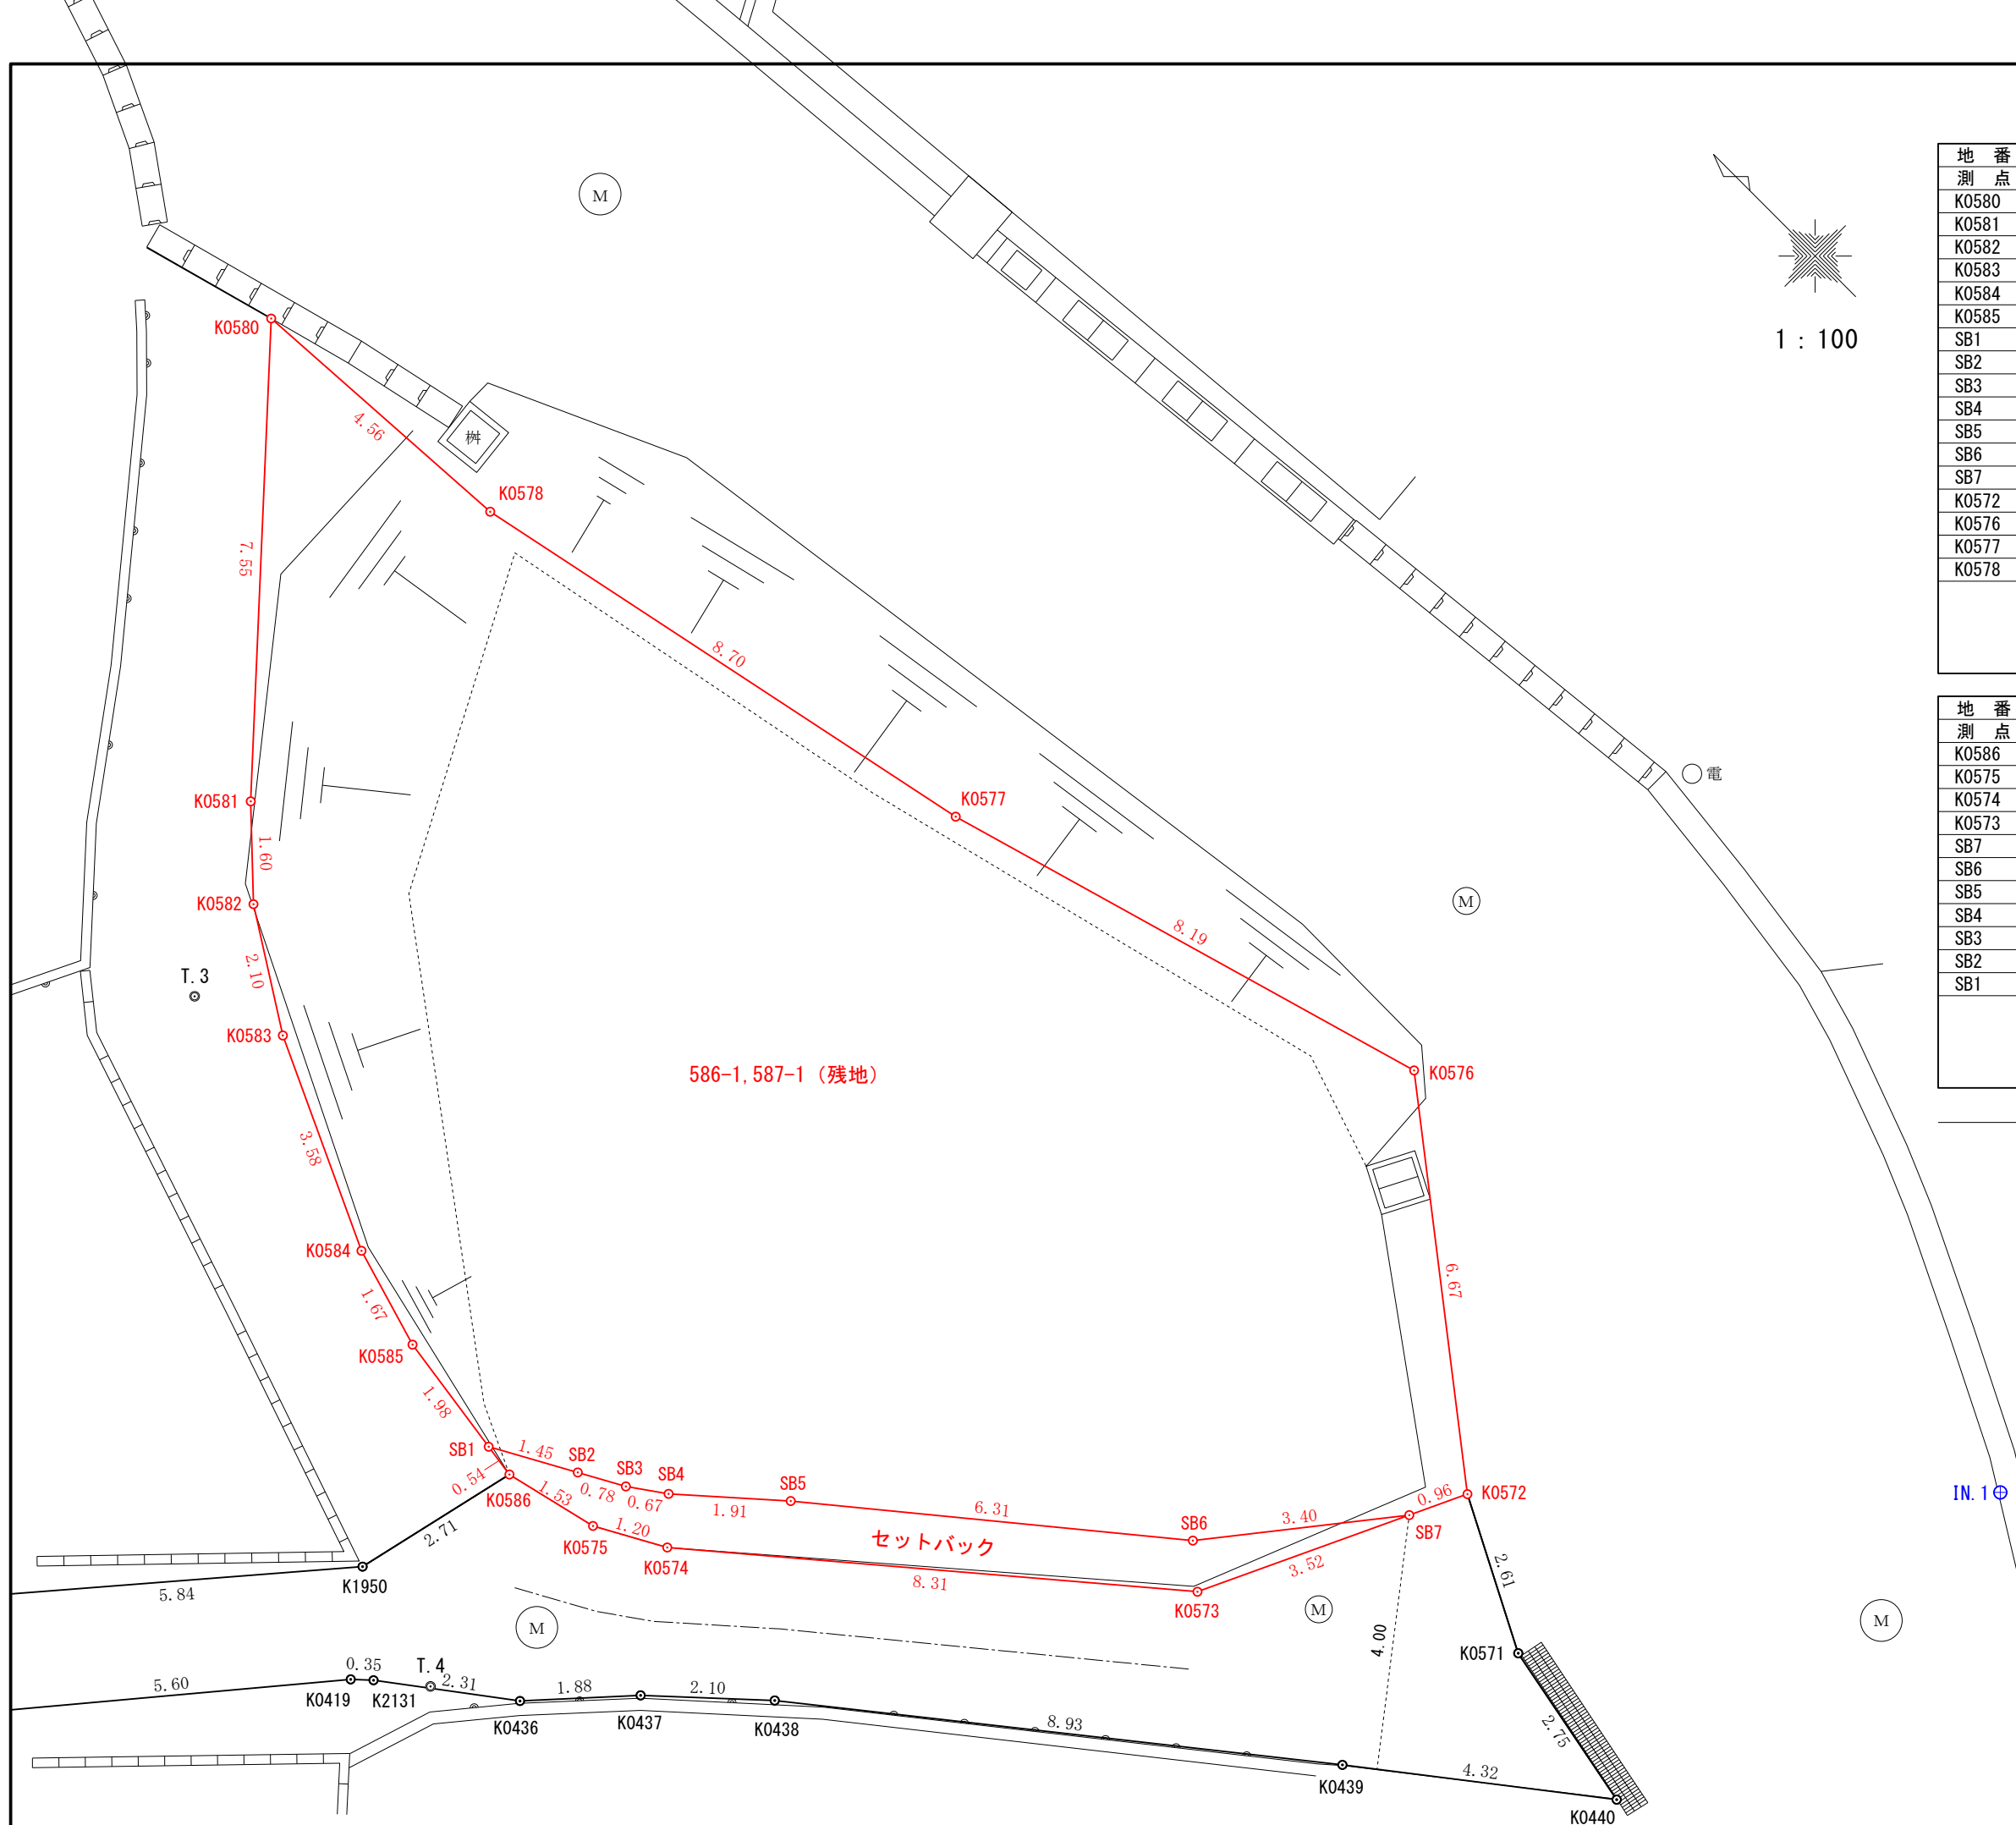 M
地 番
測 点
K0580
K0581
K0582
K0583
K0584
K0585
SB1
SB2
SB3
SB4
SB5
SB6
SB7
K0572
K0576
K0577
K0578
1 : 100
K0580
4.56
桝
K0578
7.55
8.70
地 番
測 点
K0586
K0575
K0574
K0573
SB7
SB6
SB5
SB4
SB3
SB2
SB1
電
K0581
K0577
1.60
M
K0582
8.19
2.10
T.3
K0583
586-1,587-1（残地）
K0576
3.58
K0584
6.67
1.67
K0585
1.98
SB1
1.45
SB2
SB3
SB4
SB5
0.54
K0586
1.53
0.78
0.67
1.91
6.31
0.96
K0572
IN.1
SB6
3.40
SB7
2.71
1.20
K0575
K0574
セットバック
3.52
2.61
K1950
5.84
8.31
K0573
M
M
M
4.00
K0571
0.35
T.4
5.60
K0419
K2131
2.31
1.88
2.10
K0436
K0437
K0438
8.93
2.75
K0439
4.32
K0440